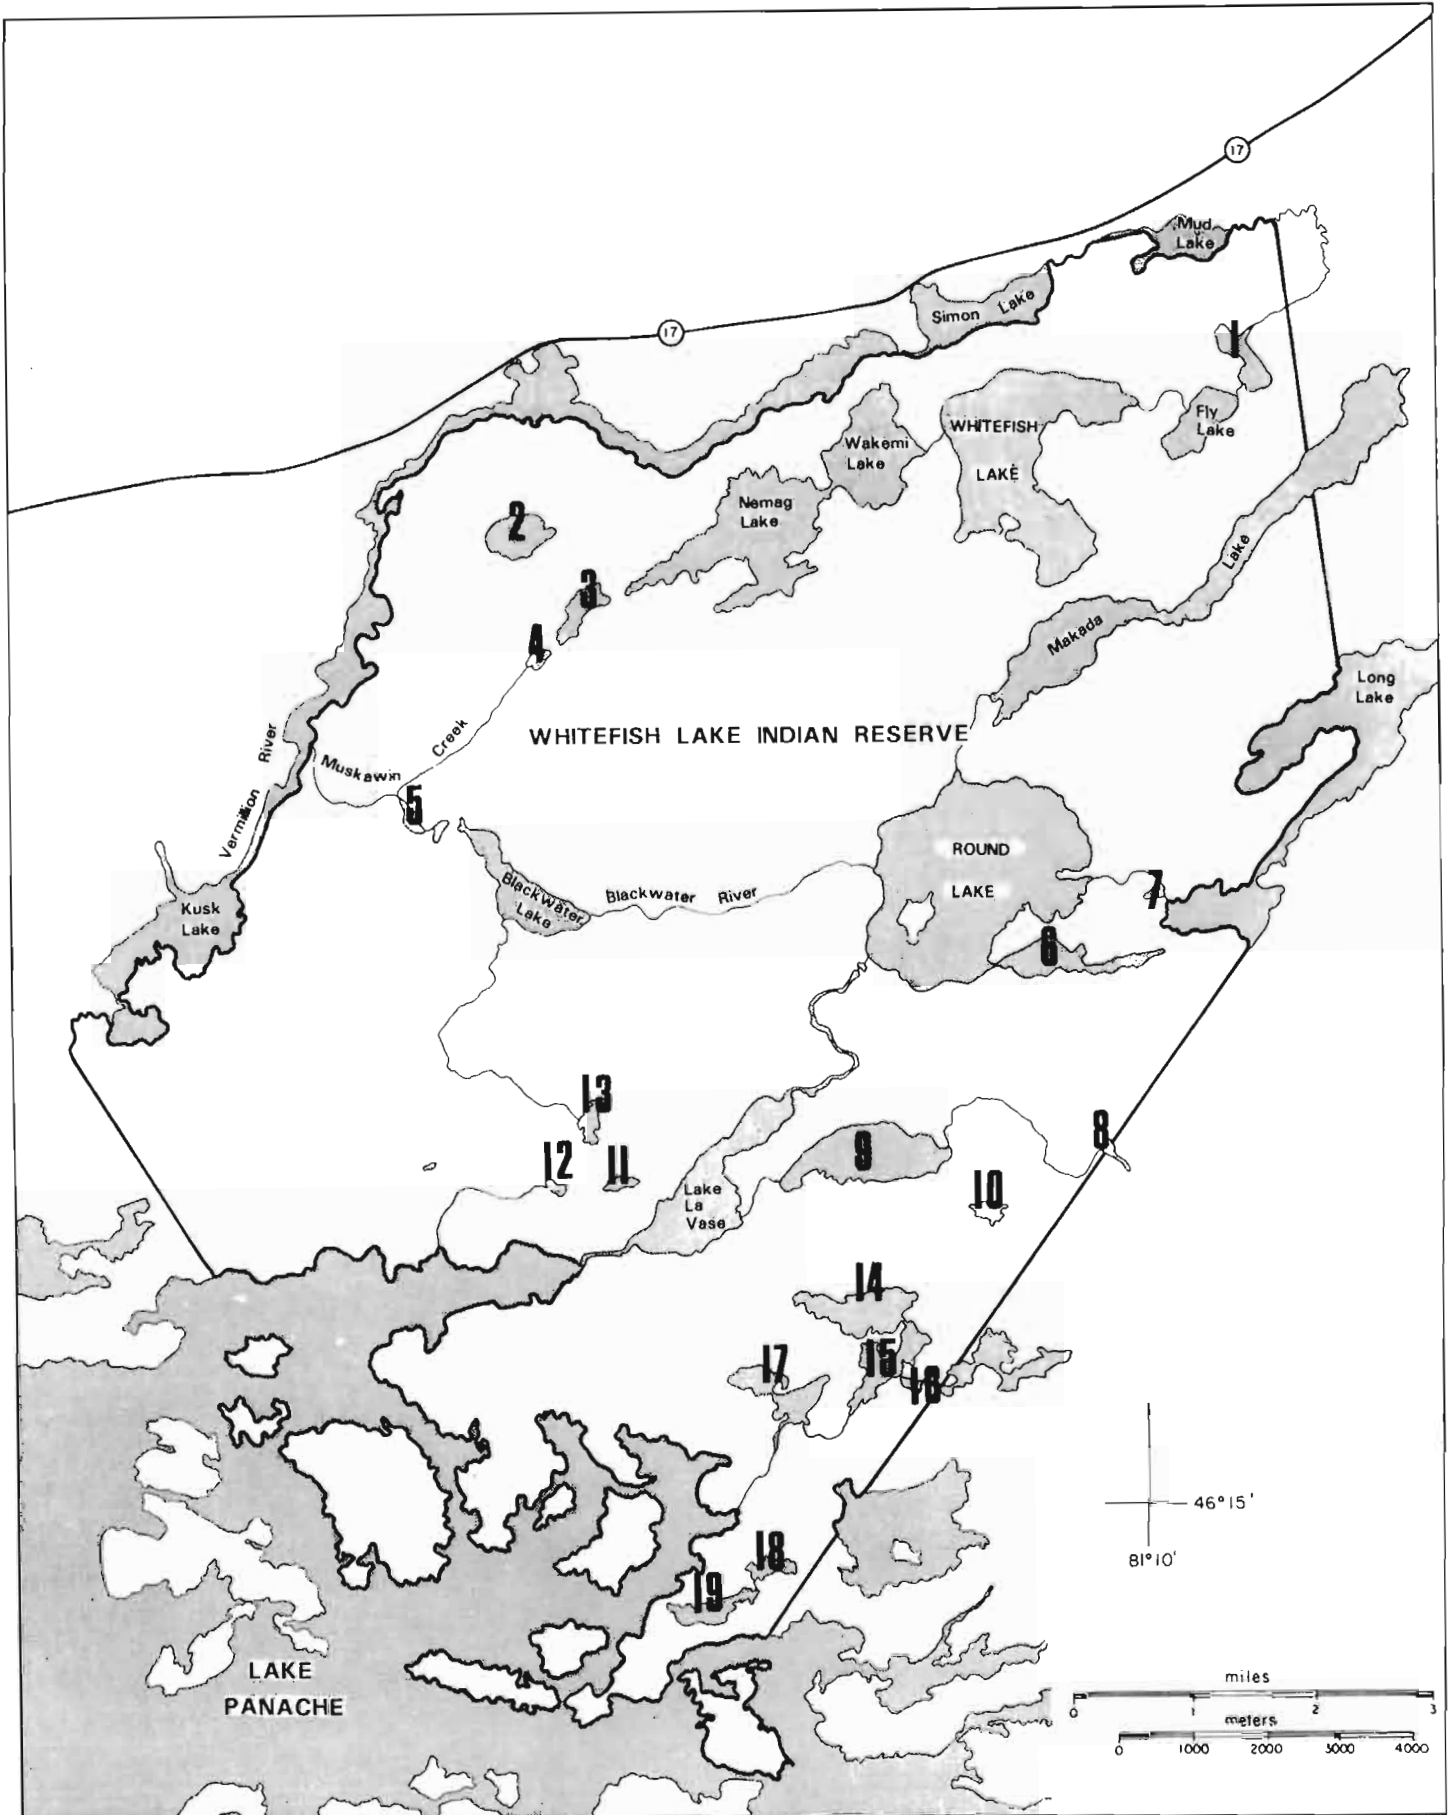 17
Mud
Lake
Simon Lake
17
1
Fly
Lake
WHITEFISH
LAKE
Wakemi
Lake
Nemag
Lake
2
3
4
Lake
Makada
Long
Lake
WHITEFISH LAKE INDIAN RESERVE
Creek
Muskawin
River
Vermillion
5
ROUND
LAKE
Blackwater
Lake
Blackwater River
7
6
Kusk
Lake
13
12
11
9
8
10
Lake
La
Vase
14
15
16
17
46°15'
81°10'
18
19
LAKE
PANACHE
miles
0 1 2 3
meters
0 1000 2000 3000 4000